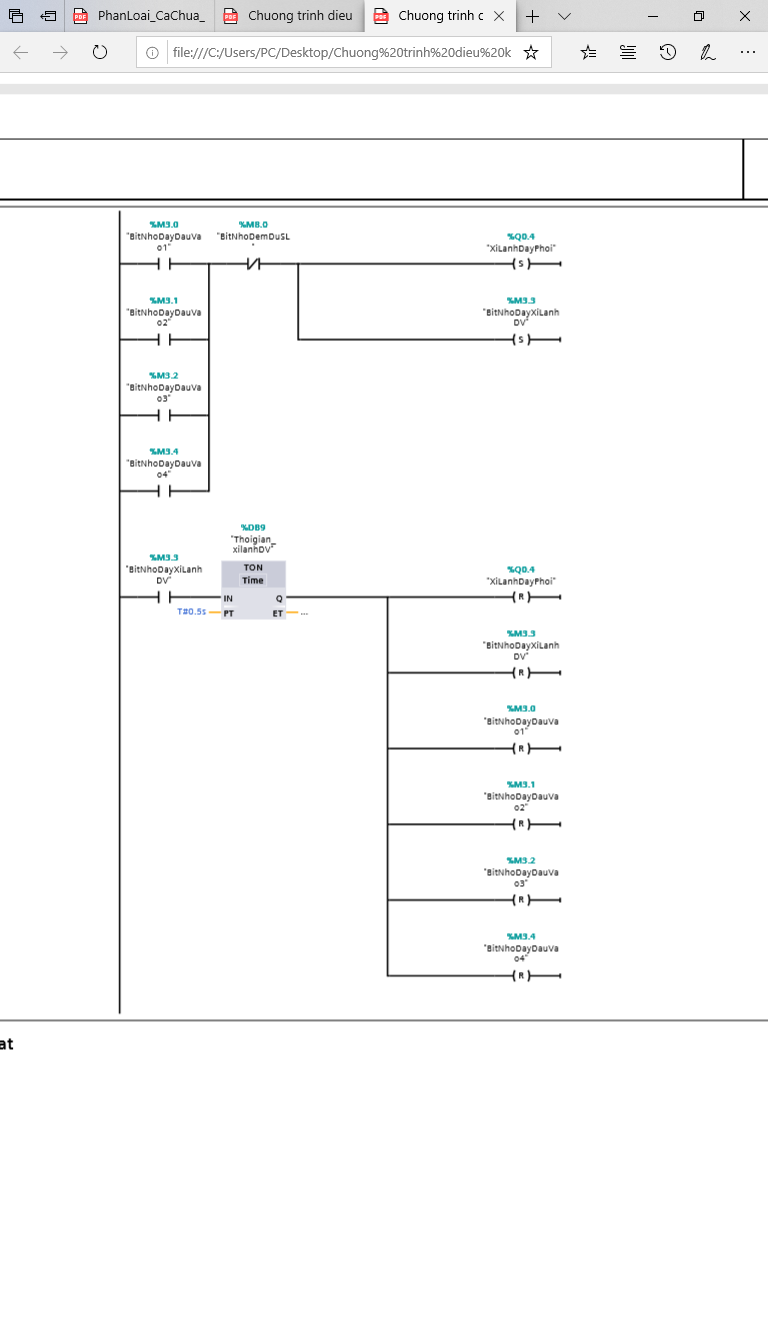 PhanLoai_CaChua_
Chuong trinh dieu
Chuong trinh c
file:///C:/Users/PC/Desktop/Chuong%20trinh%20dieu%20k
%M3.0
"BitNhoDayDauVa
o1"
%M8.0
"BitNhoDemDuSL
"
%Q0.4
"XiLanhDayPhoi"
S
%M3.1
"BitNhoDayDauVa
o2"
%M3.3
"BitNhoDayXiLanh
DV"
S
%M3.2
"BitNhoDayDauVa
o3"
%M3.4
"BitNhoDayDauVa
o4"
%DB9
"Thoigian_
xilanhDV"
%M3.3
"BitNhoDayXiLanh
DV"
TON
Time
IN Q
T#0.5s PT ET ...
%Q0.4
"XiLanhDayPhoi"
R
%M3.3
"BitNhoDayXiLanh
DV"
R
%M3.0
"BitNhoDayDauVa
o1"
R
%M3.1
"BitNhoDayDauVa
o2"
R
%M3.2
"BitNhoDayDauVa
o3"
R
%M3.4
"BitNhoDayDauVa
o4"
R
at